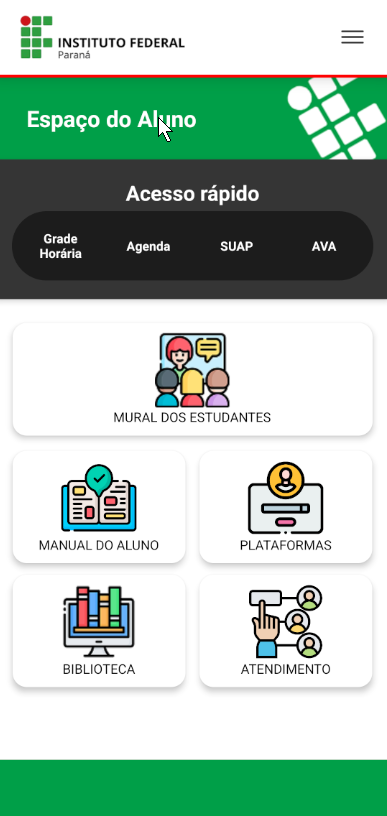 INSTITUTO FEDERAL
Paraná
Espaço do Aluno
Acesso rápido
Grade
Horária
Agenda
SUAP
AVA
MURAL DOS ESTUDANTES
MANUAL DO ALUNO
PLATAFORMAS
BIBLIOTECA
ATENDIMENTO